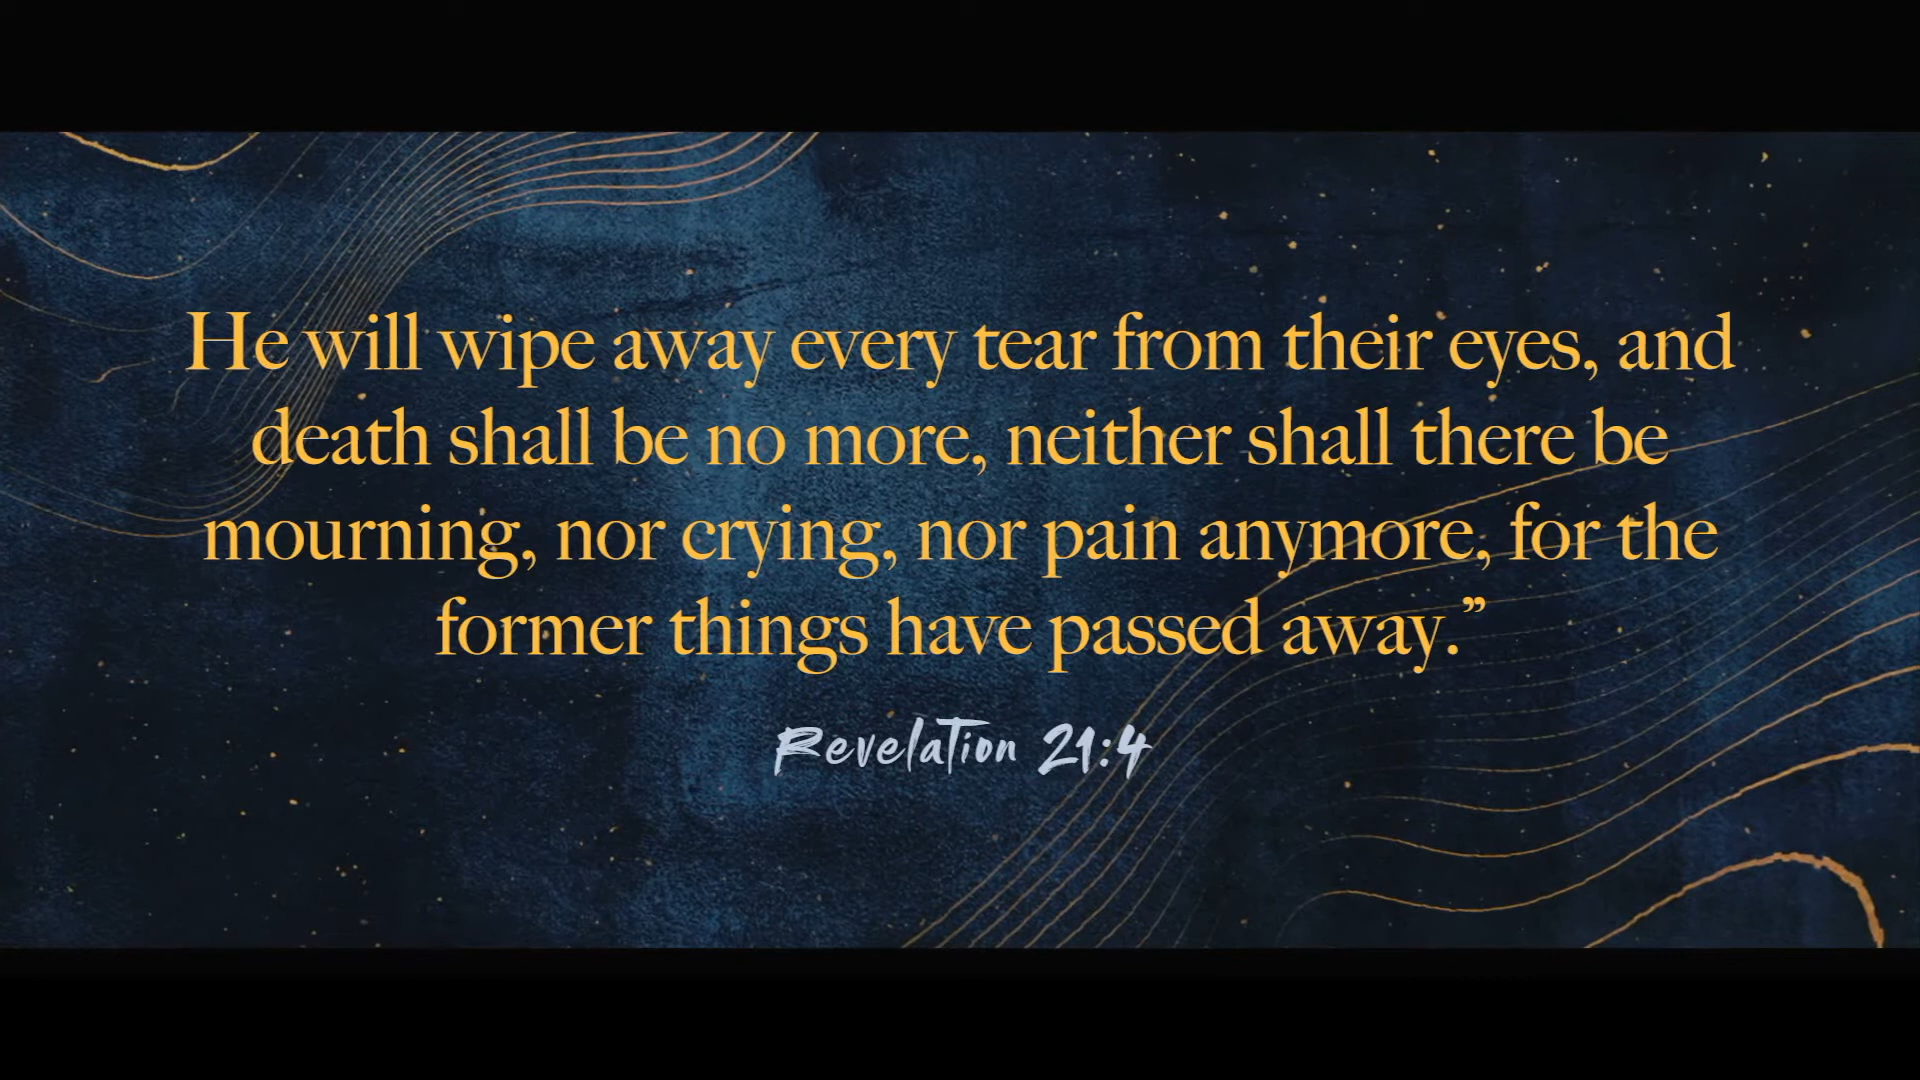 He will wipe away every tear from their eyes, and
death shall be no more, neither shall there be
mourning, nor crying, nor pain anymore, for the
former things have passed away.”
Revelation 21:4